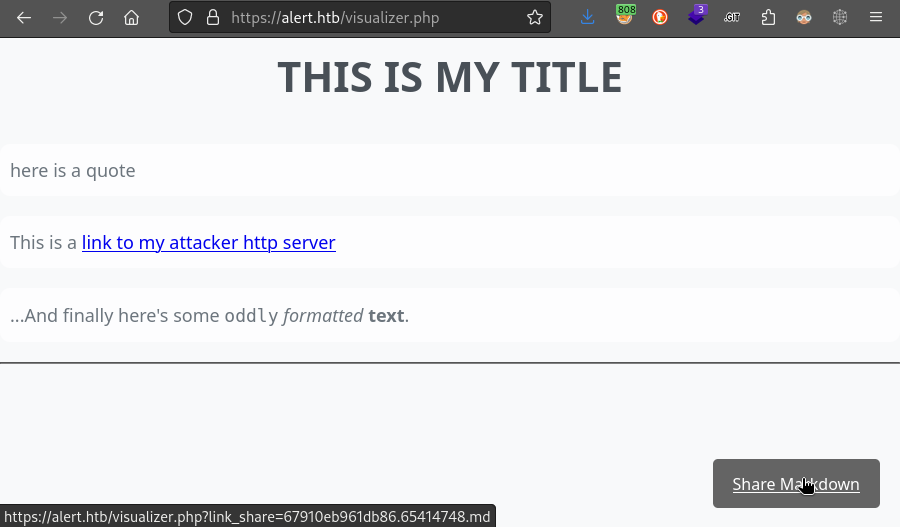 https://alert.htb/visualizer.php
808
3
.GIT
THIS IS MY TITLE
here is a quote
This is a link to my attacker http server
...And finally here's some oddly formatted text.
Share Markdown
https://alert.htb/visualizer.php?link_share=67910eb961db86.65414748.md